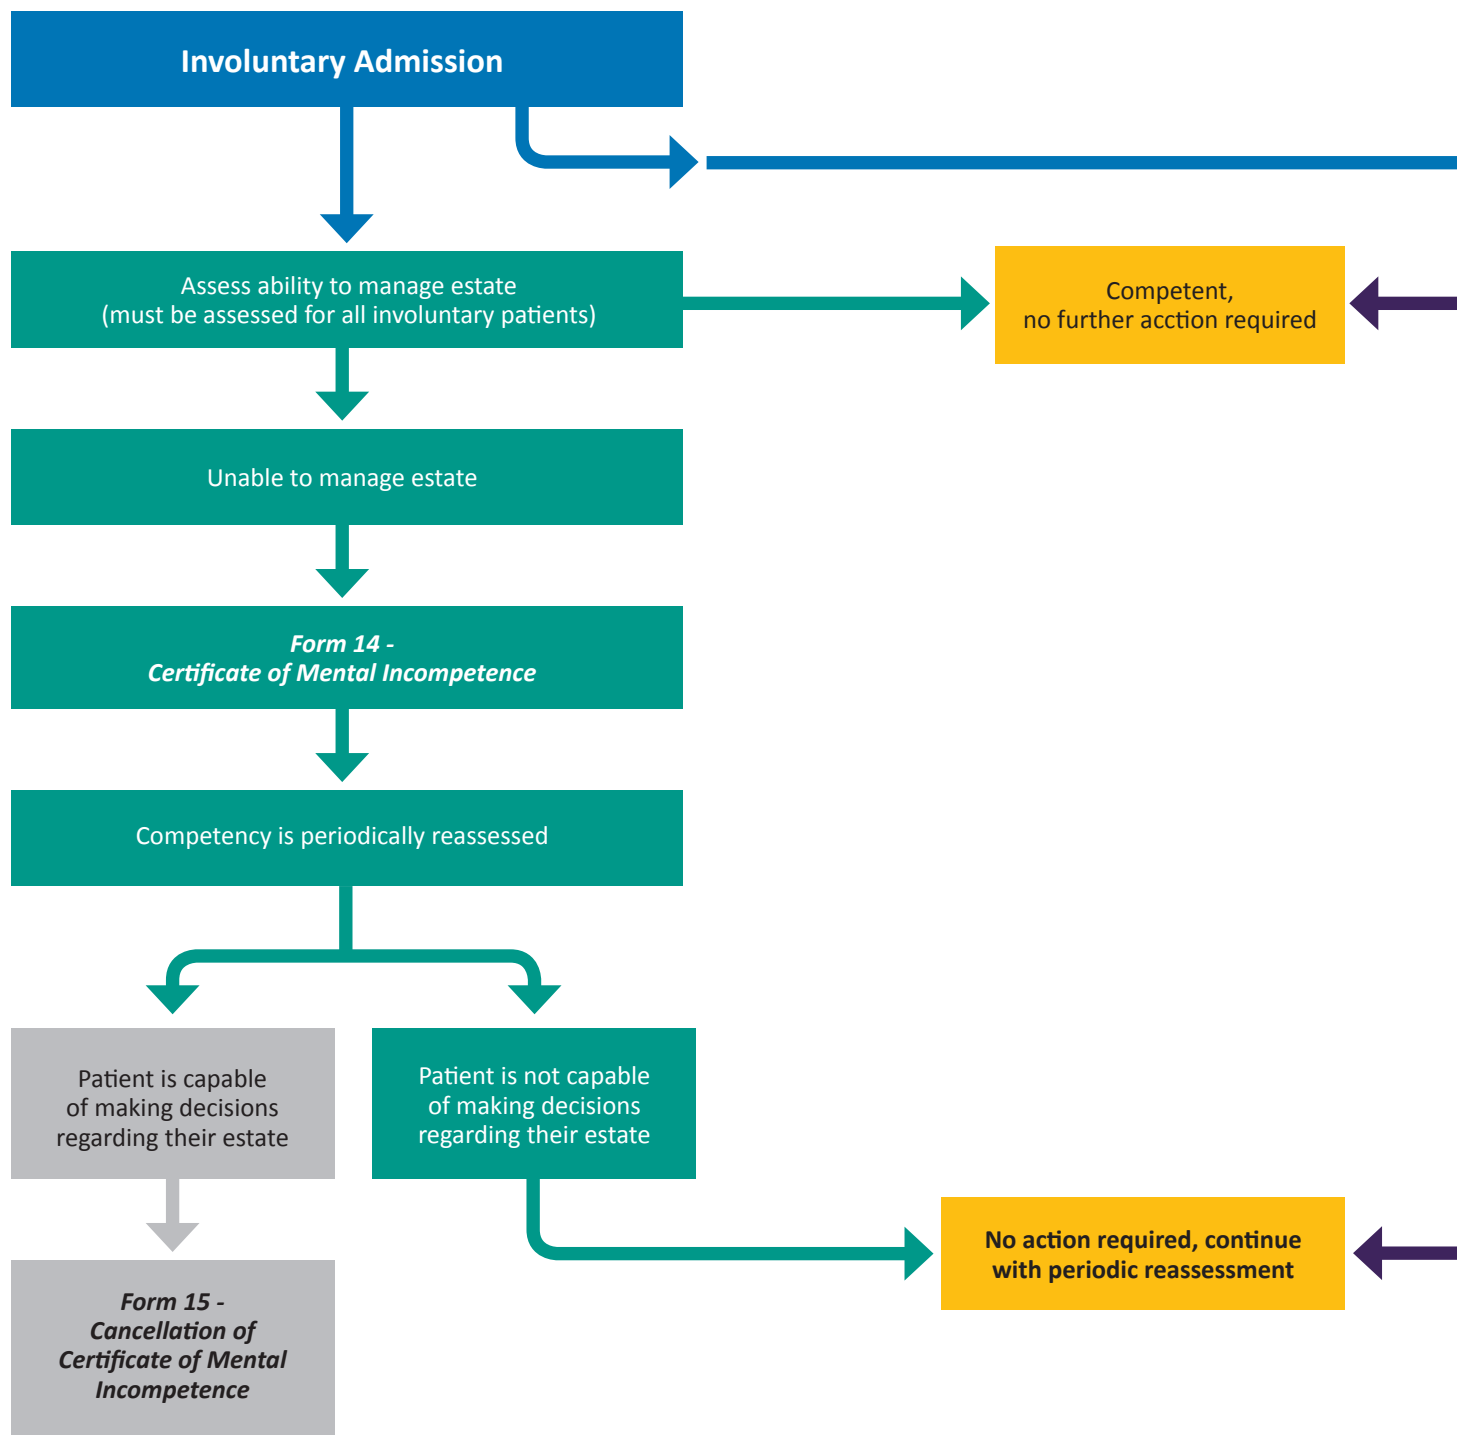 Involuntary Admission
Assess ability to manage estate
(must be assessed for all involuntary patients)
Competent,
no further acction required
Unable to manage estate
Form 14 -
Certificate of Mental Incompetence
Competency is periodically reassessed
Patient is capable
of making decisions
regarding their estate
Patient is not capable
of making decisions
regarding their estate
No action required, continue
with periodic reassessment
Form 15 -
Cancellation of
Certificate of Mental
Incompetence